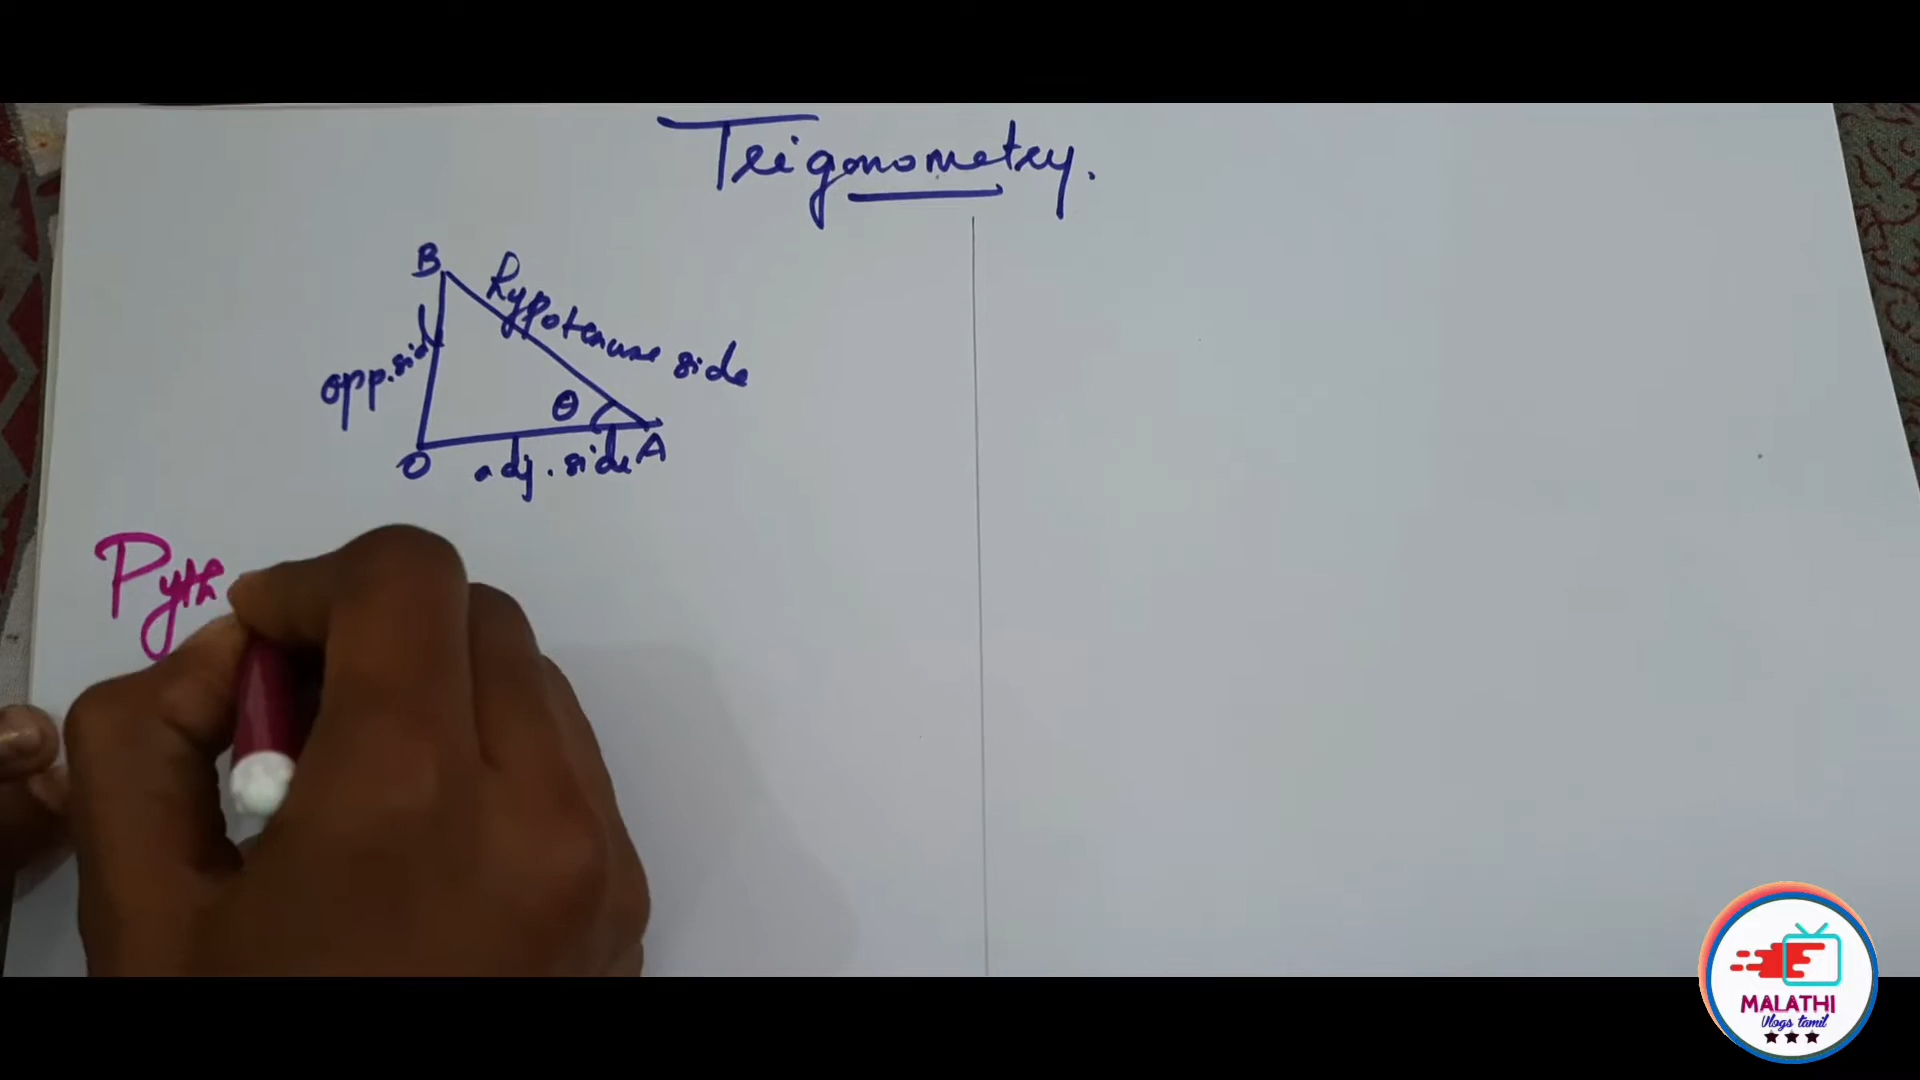 Trigonometry.
B
hypotenuse side
opp.side
θ
O
adj.side
A
Pyth
MALATHI
Vlogs tamil